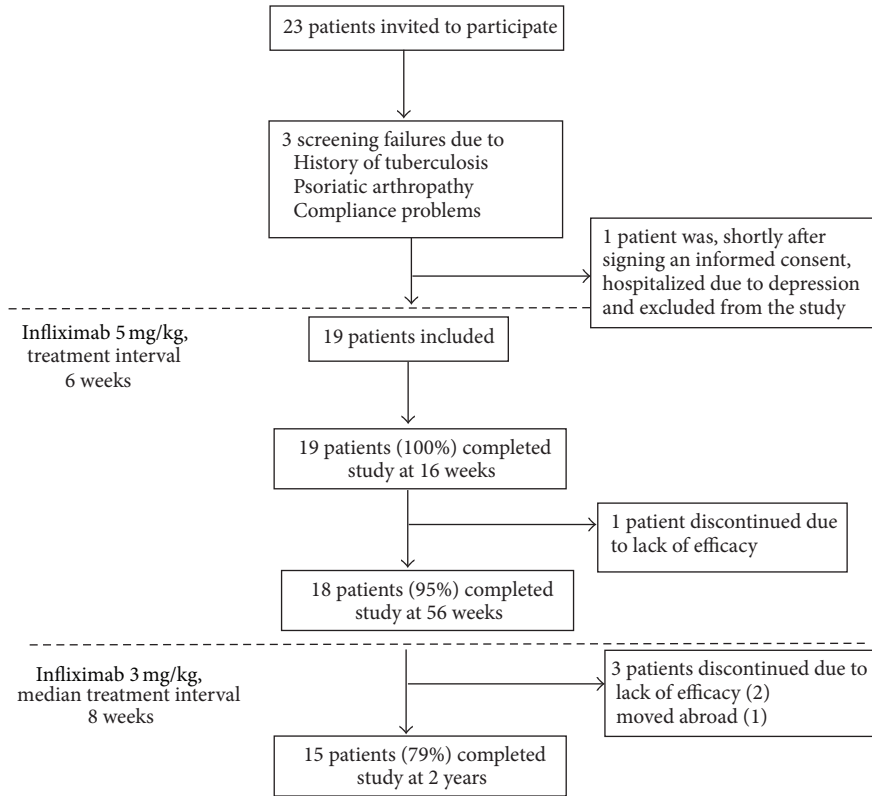 23 patients invited to participate
3 screening failures due to
History of tuberculosis
Psoriatic arthropathy
Compliance problems
1 patient was, shortly after
signing an informed consent,
hospitalized due to depression
and excluded from the study
Infliximab 5 mg/kg,
treatment interval
6 weeks
19 patients included
19 patients (100%) completed
study at 16 weeks
1 patient discontinued due
to lack of efficacy
18 patients (95%) completed
study at 56 weeks
Infliximab 3 mg/kg,
median treatment interval
8 weeks
3 patients discontinued due to
lack of efficacy (2)
moved abroad (1)
15 patients (79%) completed
study at 2 years